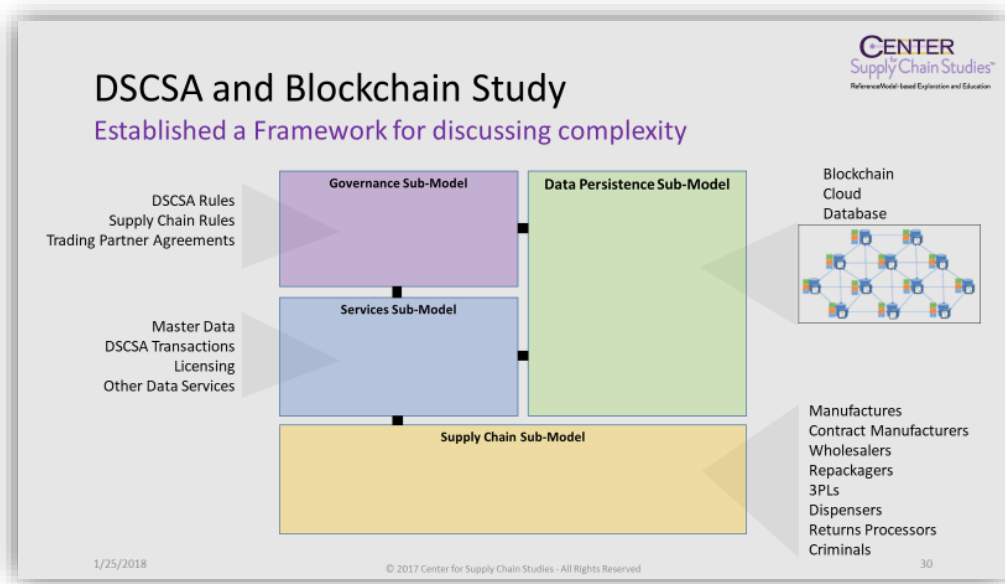 CENTER
for
Supply Chain Studies™
ReferenceModel-based Exploration and Education
DSCSA and Blockchain Study
Established a Framework for discussing complexity
DSCSA Rules
Supply Chain Rules
Trading Partner Agreements
Governance Sub-Model
Data Persistence Sub-Model
Blockchain
Cloud
Database
Master Data
DSCSA Transactions
Licensing
Other Data Services
Services Sub-Model
Supply Chain Sub-Model
Manufactures
Contract Manufacturers
Wholesalers
Repackagers
3PLs
Dispensers
Returns Processors
Criminals
1/25/2018
© 2017 Center for Supply Chain Studies - All Rights Reserved
30